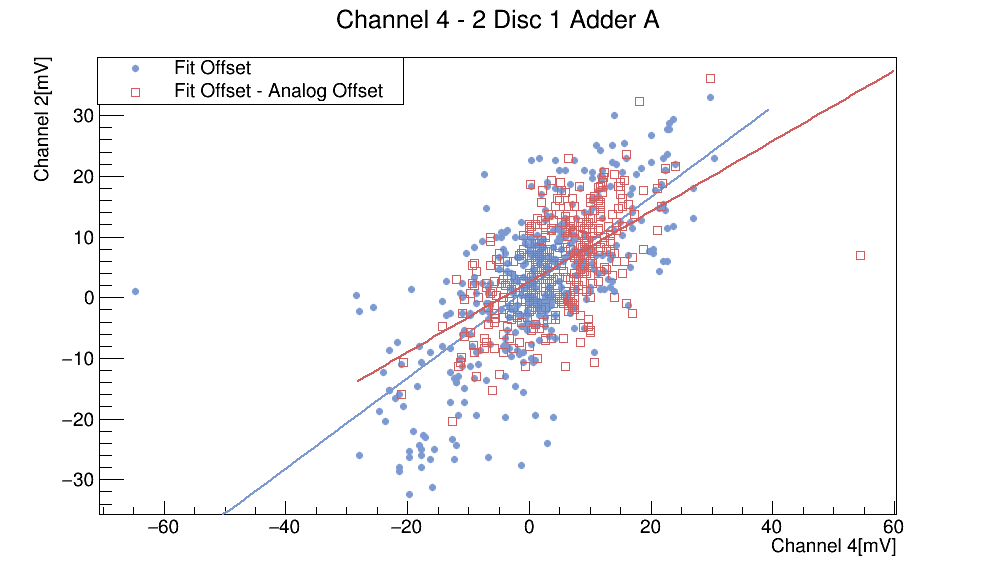 Channel 4 - 2 Disc 1 Adder A
Channel 2[mV]
Fit Offset
Fit Offset - Analog Offset
30
20
10
0
−10
−20
−30
−60 −40 −20 0 20 40 60
Channel 4[mV]